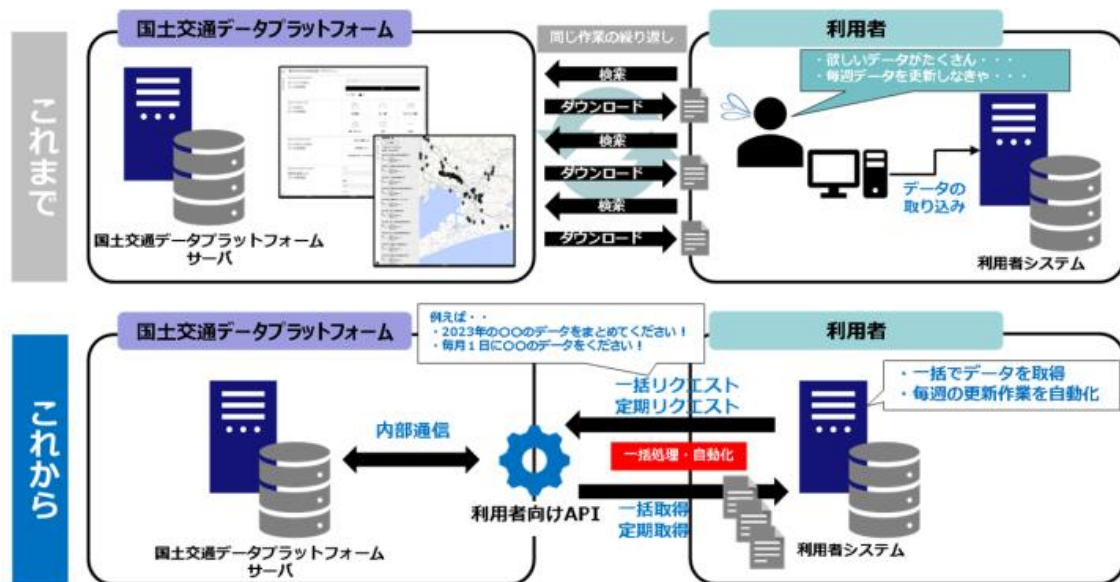 これまで
国土交通データプラットフォーム
国土交通データプラットフォーム
サーバ
同じ作業の繰り返し
検索
ダウンロード
検索
ダウンロード
検索
ダウンロード
利用者
・欲しいデータがたくさん・・・
・毎週データを更新しなきゃ・・・
データの
取り込み
利用者システム
これから
国土交通データプラットフォーム
国土交通データプラットフォーム
サーバ
内部通信
利用者向けAPI
例えば・・
・2023年の〇〇のデータをまとめてください！
・毎月1日に〇〇のデータをください！
一括リクエスト
定期リクエスト
一括処理・自動化
一括取得
定期取得
利用者
・一括でデータを取得
・毎週の更新作業を自動化
利用者システム